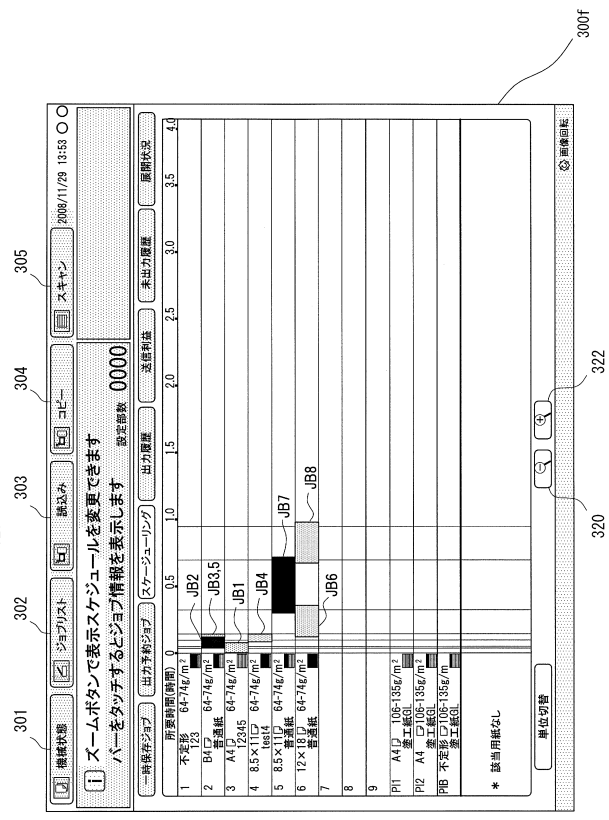 301
302
303
304
305
機械状態
ジョブリスト
読込み
コピー
スキャン
2008/11/29 13:53
i ズームボタンで表示スケジュールを変更できます
バーをタッチするとジョブ情報を表示します
設定部数 0000
一時保存ジョブ
出力予約ジョブ
スケージューリング
出力履歴
送信利益
未出力履歴
展開状況
所要時間(時間) 0 0.5 1.0 1.5 2.0 2.5 3.0 3.5 4.0
1 不定形 64-74g/m2
123
2 B4 64-74g/m2
普通紙
3 A4 64-74g/m2
12345
4 8.5×11 64-74g/m2
test4
5 8.5×11 64-74g/m2
普通紙
6 12×18 64-74g/m2
普通紙
7
8
9
PI1 A4 106-135g/m2
塗工紙GL
PI2 A4 106-135g/m2
塗工紙GL
PIB 不定形 106-135g/m2
塗工紙GL
* 該当用紙なし
JB2
JB3,5
JB1
JB4
JB7
JB6
JB8
単位切替
320
322
画像回転
300f